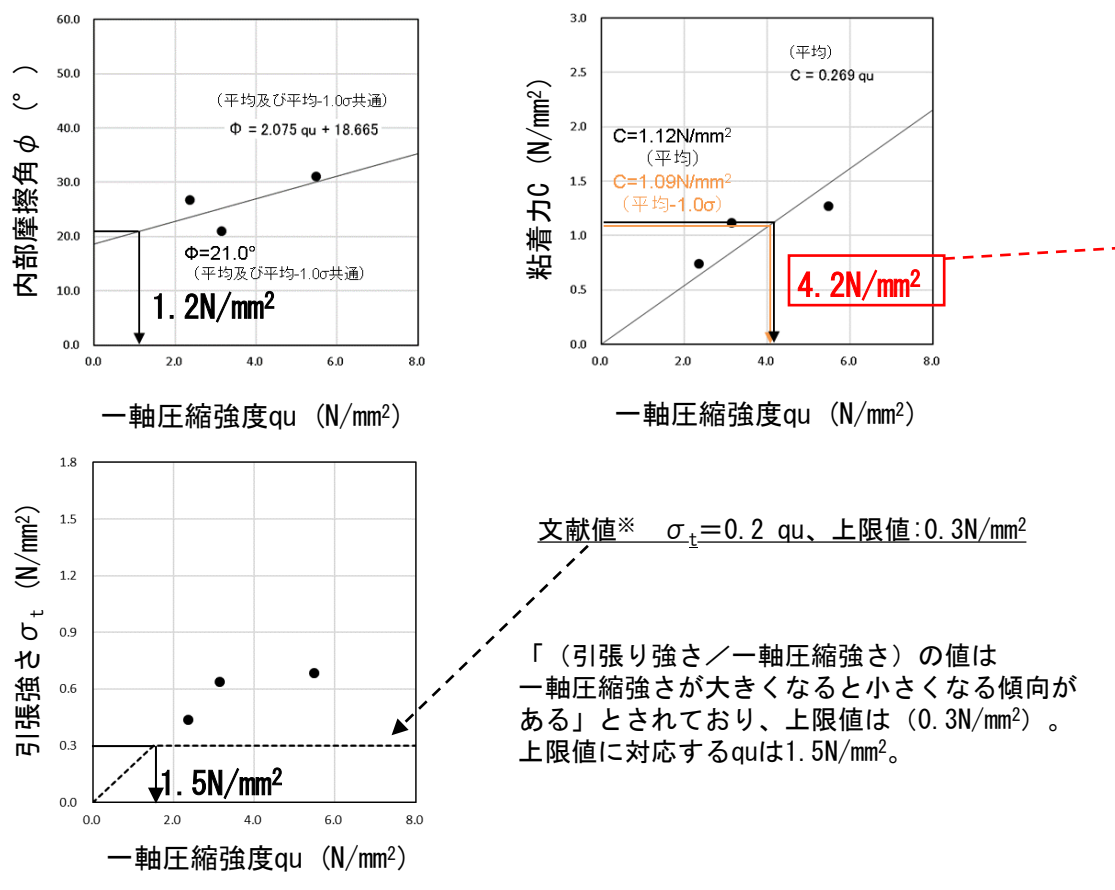 60.0
50.0
40.0
30.0
20.0
10.0
0.0
0.0 2.0 4.0 6.0 8.0
内部摩擦角φ (°)
(平均及び平均-1.0σ共通)
Φ = 2.075 qu + 18.665
Φ=21.0°
(平均及び平均-1.0σ共通)
1.2N/mm²
一軸圧縮強度qu (N/mm²)
3.0
2.5
2.0
1.5
1.0
0.5
0.0
0.0 2.0 4.0 6.0 8.0
粘着力C (N/mm²)
(平均)
C = 0.269 qu
C=1.12N/mm²
(平均)
C=1.09N/mm²
(平均-1.0σ)
4.2N/mm²
一軸圧縮強度qu (N/mm²)
1.8
1.5
1.2
0.9
0.6
0.3
0.0
0.0 2.0 4.0 6.0 8.0
引張強さσt (N/mm²)
1.5N/mm²
一軸圧縮強度qu (N/mm²)
文献値※ σt=0.2 qu、上限値:0.3N/mm²
「(引張り強さ/一軸圧縮強さ)の値は
一軸圧縮強さが大きくなると小さくなる傾向が
ある」とされており、上限値は(0.3N/mm²)。
上限値に対応するquは1.5N/mm²。